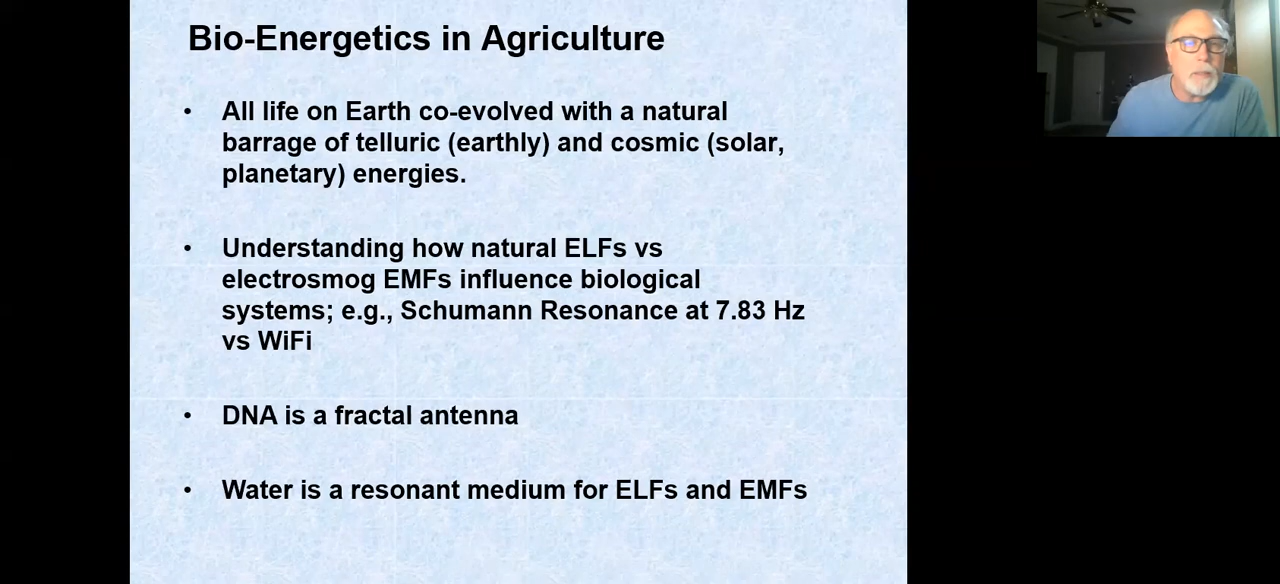 Bio-Energetics in Agriculture
• All life on Earth co-evolved with a natural
barrage of telluric (earthly) and cosmic (solar,
planetary) energies.
• Understanding how natural ELFs vs
electrosmog EMFs influence biological
systems; e.g., Schumann Resonance at 7.83 Hz
vs WiFi
• DNA is a fractal antenna
• Water is a resonant medium for ELFs and EMFs